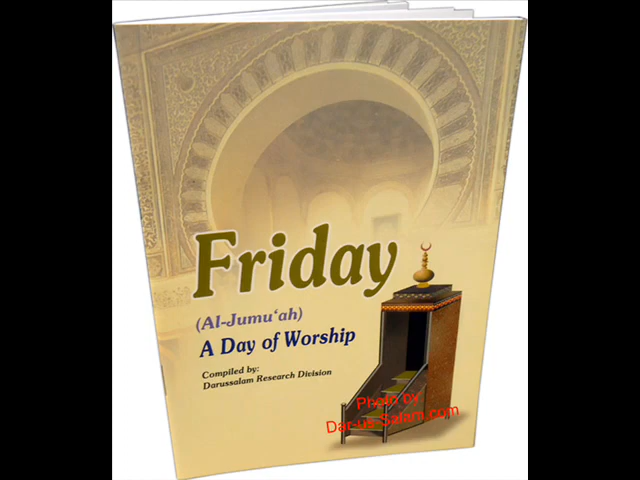 Friday
(Al-Jumu‘ah)
A Day of Worship
Compiled by:
Darussalam Research Division
Photo by
Dar-us-Salam.com